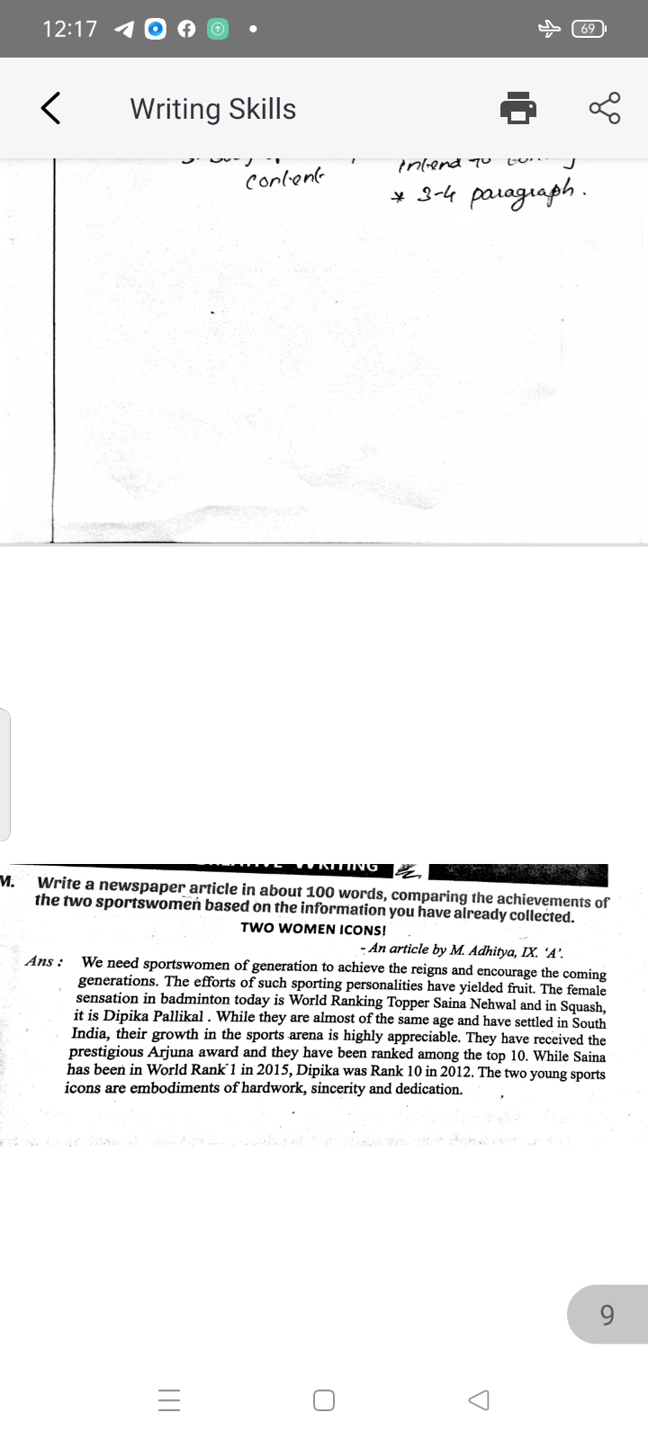 12:17
69
Writing Skills
content
intend to
* 3-4 paragraph.
WRITING
M. Write a newspaper article in about 100 words, comparing the achievements of
the two sportswomen based on the information you have already collected.
TWO WOMEN ICONS!
- An article by M. Adhitya, IX. 'A'.
Ans : We need sportswomen of generation to achieve the reigns and encourage the coming
generations. The efforts of such sporting personalities have yielded fruit. The female
sensation in badminton today is World Ranking Topper Saina Nehwal and in Squash,
it is Dipika Pallikal . While they are almost of the same age and have settled in South
India, their growth in the sports arena is highly appreciable. They have received the
prestigious Arjuna award and they have been ranked among the top 10. While Saina
has been in World Rank 1 in 2015, Dipika was Rank 10 in 2012. The two young sports
icons are embodiments of hardwork, sincerity and dedication.
9